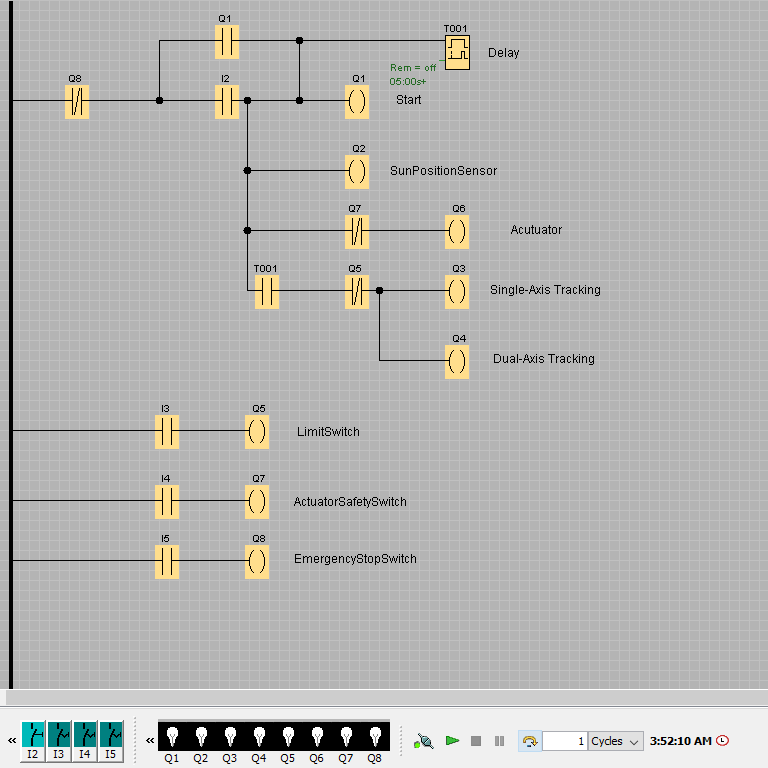 Q1
T001
Delay
Rem = off
05:00s+
Q8
I2
Q1
Start
Q2
SunPositionSensor
Q7
Q6
Acutuator
T001
Q5
Q3
Single-Axis Tracking
Q4
Dual-Axis Tracking
I3
Q5
LimitSwitch
I4
Q7
ActuatorSafetySwitch
I5
Q8
EmergencyStopSwitch
« I2 I3 I4 I5 « Q1 Q2 Q3 Q4 Q5 Q6 Q7 Q8 1 Cycles 3:52:10 AM